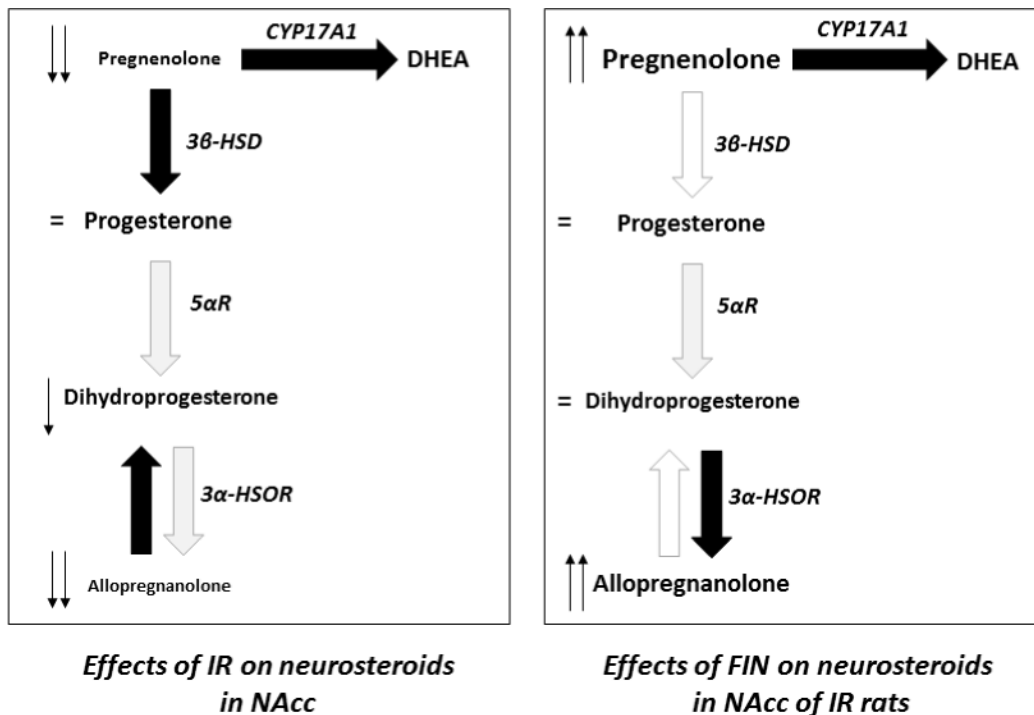 CYP17A1
Pregnenolone
DHEA
3β-HSD
= Progesterone
5αR
Dihydroprogesterone
3α-HSOR
Allopregnanolone
Effects of IR on neurosteroids
in NAcc
CYP17A1
Pregnenolone
DHEA
3β-HSD
= Progesterone
5αR
= Dihydroprogesterone
3α-HSOR
Allopregnanolone
Effects of FIN on neurosteroids
in NAcc of IR rats